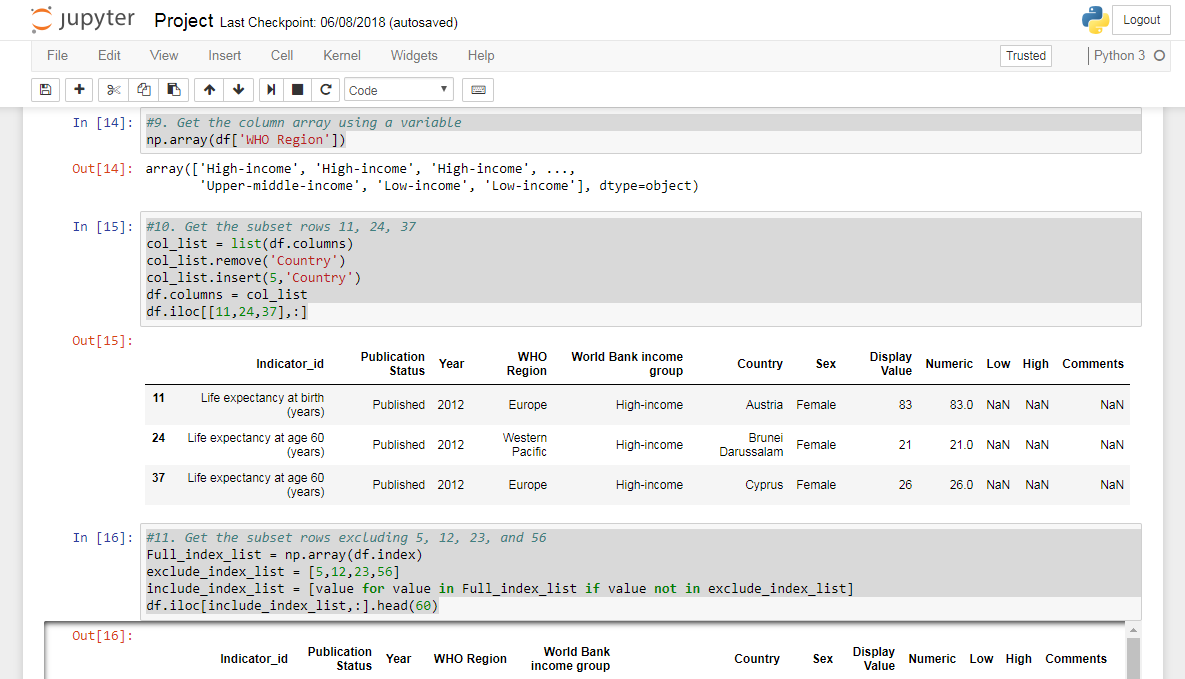 jupyter Project Last Checkpoint: 06/08/2018 (autosaved) Logout
File Edit View Insert Cell Kernel Widgets Help Trusted Python 3
Code
In [14]: #9. Get the column array using a variable
np.array(df['WHO Region'])
Out[14]: array(['High-income', 'High-income', 'High-income', ...,
'Upper-middle-income', 'Low-income', 'Low-income'], dtype=object)
In [15]: #10. Get the subset rows 11, 24, 37
col_list = list(df.columns)
col_list.remove('Country')
col_list.insert(5,'Country')
df.columns = col_list
df.iloc[[11,24,37],:]
Out[15]:
Indicator_id Publication Status Year WHO Region World Bank income group Country Sex Display Value Numeric Low High Comments
11 Life expectancy at birth (years) Published 2012 Europe High-income Austria Female 83 83.0 NaN NaN NaN
24 Life expectancy at age 60 (years) Published 2012 Western Pacific High-income Brunei Darussalam Female 21 21.0 NaN NaN NaN
37 Life expectancy at age 60 (years) Published 2012 Europe High-income Cyprus Female 26 26.0 NaN NaN NaN
In [16]: #11. Get the subset rows excluding 5, 12, 23, and 56
Full_index_list = np.array(df.index)
exclude_index_list = [5,12,23,56]
include_index_list = [value for value in Full_index_list if value not in exclude_index_list]
df.iloc[include_index_list,:].head(60)
Out[16]:
Indicator_id Publication Status Year WHO Region World Bank income group Country Sex Display Value Numeric Low High Comments